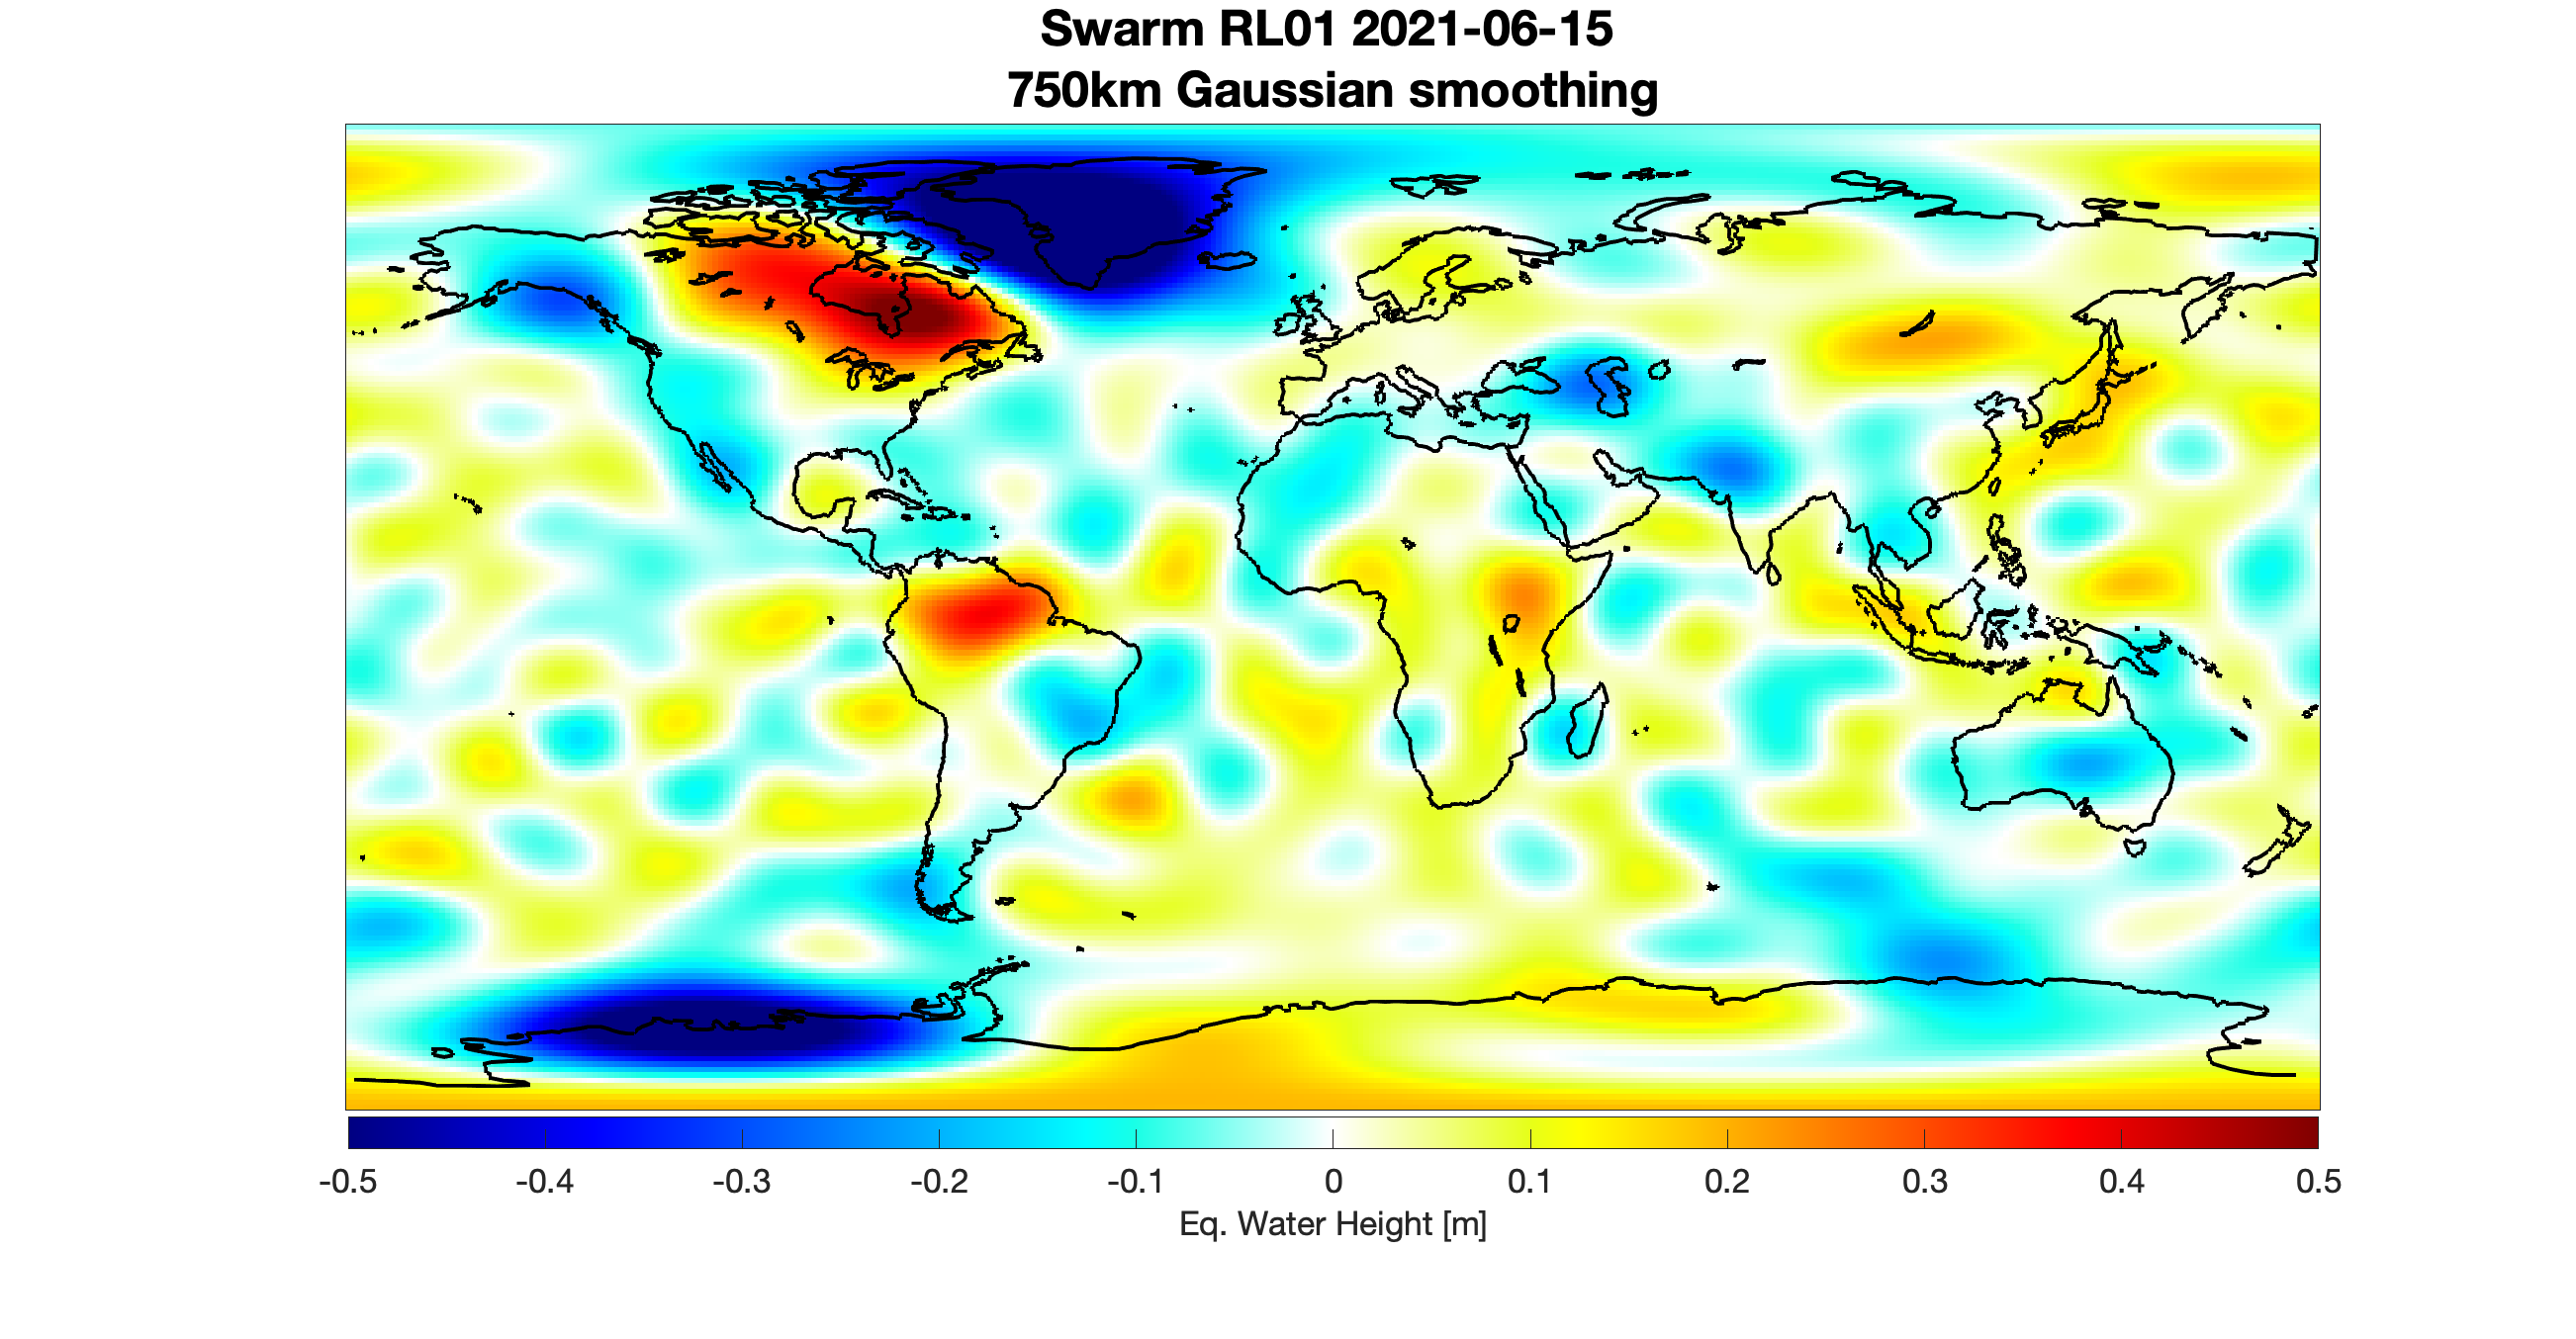 Swarm RL01 2021-06-15
750km Gaussian smoothing
-0.5 -0.4 -0.3 -0.2 -0.1 0 0.1 0.2 0.3 0.4 0.5
Eq. Water Height [m]